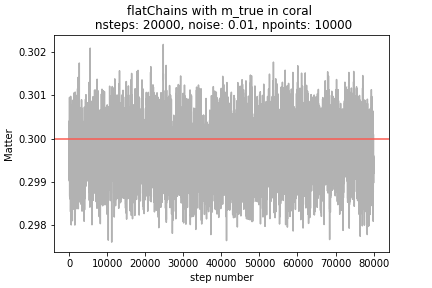 flatChains with m_true in coral
nsteps: 20000, noise: 0.01, npoints: 10000
0.302
0.301
0.300
0.299
0.298
Matter
0 10000 20000 30000 40000 50000 60000 70000 80000
step number